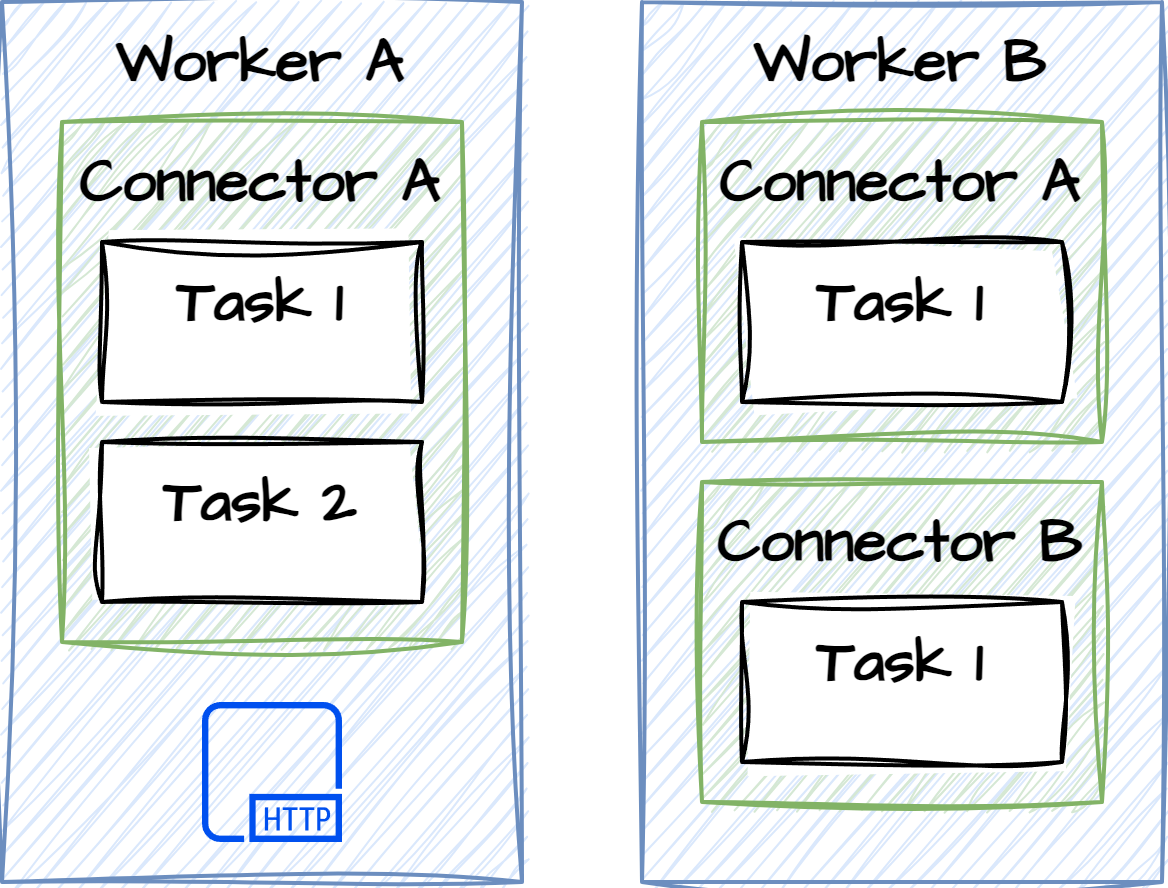 Worker A
Connector A
Task 1
Task 2
HTTP
Worker B
Connector A
Task 1
Connector B
Task 1